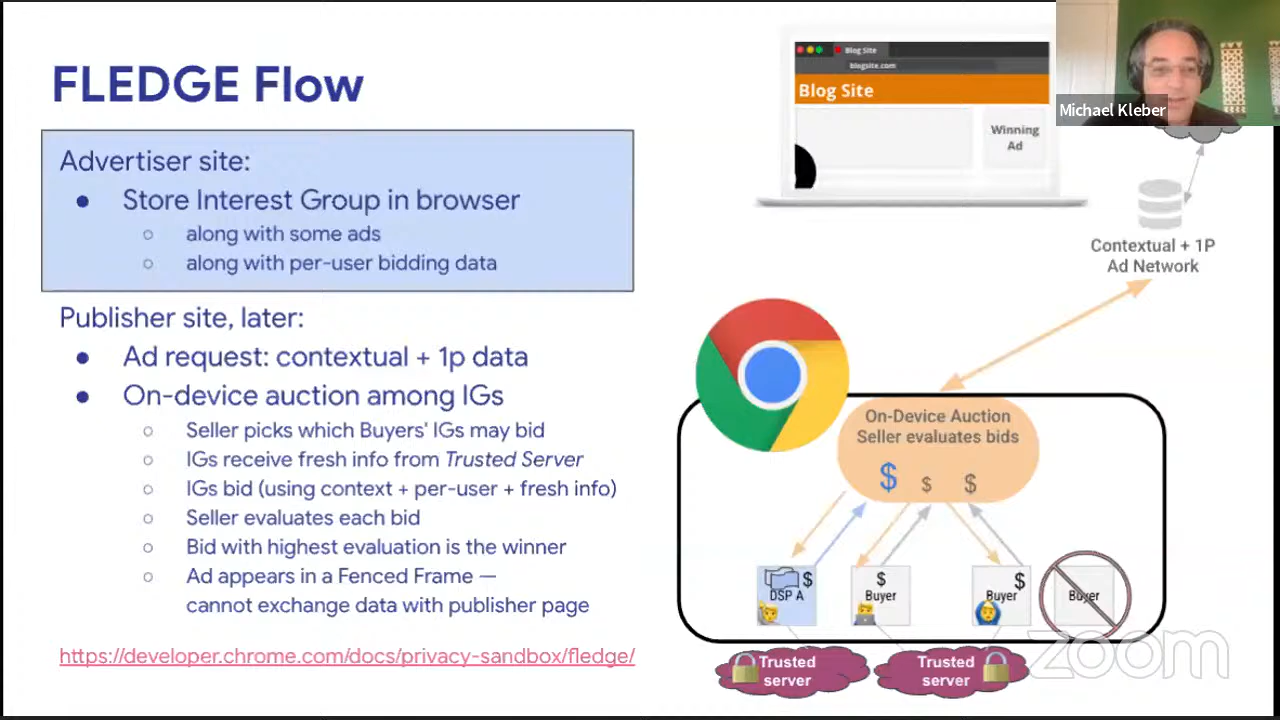 FLEDGE Flow
Advertiser site:
● Store Interest Group in browser
○ along with some ads
○ along with per-user bidding data
Publisher site, later:
● Ad request: contextual + 1p data
● On-device auction among IGs
○ Seller picks which Buyers' IGs may bid
○ IGs receive fresh info from Trusted Server
○ IGs bid (using context + per-user + fresh info)
○ Seller evaluates each bid
○ Bid with highest evaluation is the winner
○ Ad appears in a Fenced Frame —
cannot exchange data with publisher page
https://developer.chrome.com/docs/privacy-sandbox/fledge/
Blog Site
blogsite.com
Blog Site
Winning
Ad
Michael Kleber
Contextual + 1P
Ad Network
On-Device Auction
Seller evaluates bids
$ $ $
$
DSP A
$
Buyer
$
Buyer
Buyer
Trusted
server
Trusted
server
zoom